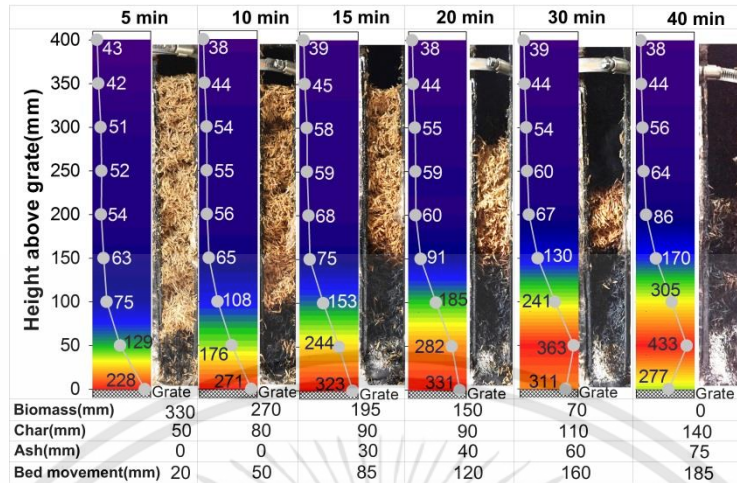 5 min 10 min 15 min 20 min 30 min 40 min
Height above grate(mm)
400 43 38 39 38 39 38
350 42 44 45 44 44 44
300 51 54 58 55 54 56
250 52 55 59 59 60 64
200 54 56 68 60 67 86
150 63 65 75 91 130 170
100 75 108 153 185 241 305
50 129 176 244 282 363 433
0 228 271 323 331 311 277
Grate Grate Grate Grate Grate Grate
Biomass(mm) 330 270 195 150 70 0
Char(mm) 50 80 90 90 110 140
Ash(mm) 0 0 30 40 60 75
Bed movement(mm) 20 50 85 120 160 185